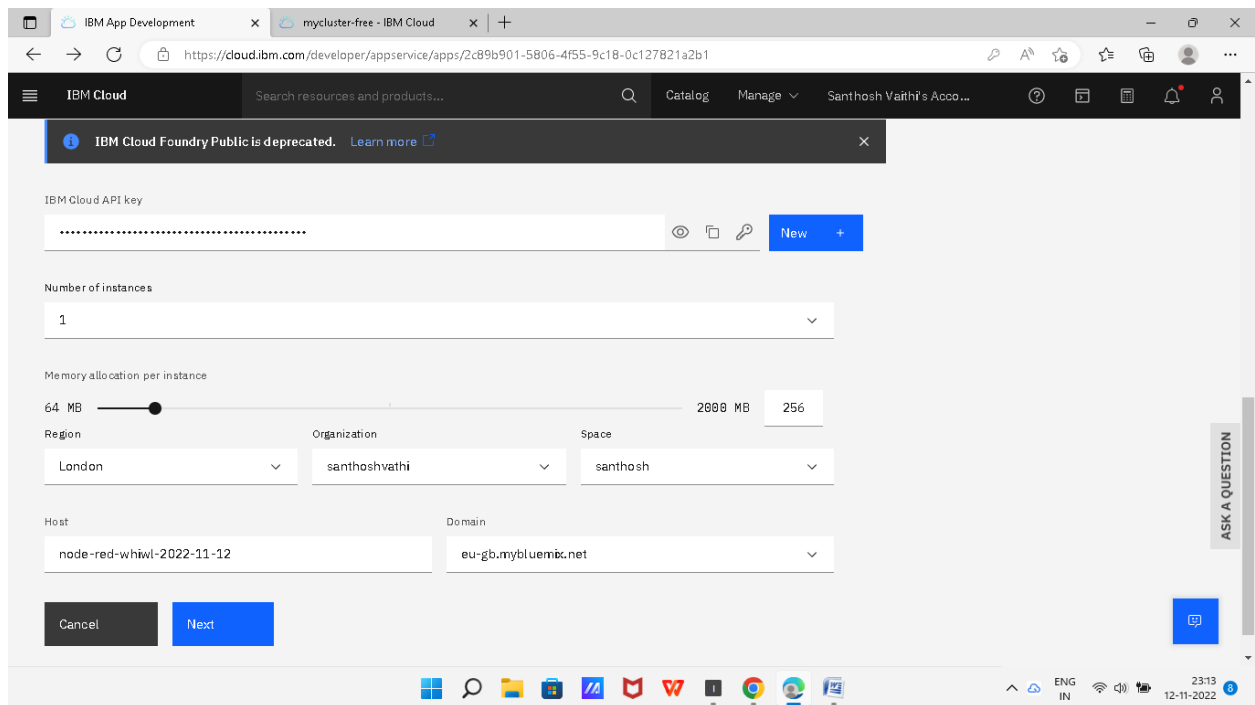 IBM App Development
mycluster-free - IBM Cloud
https://cloud.ibm.com/developer/appservice/apps/2c89b901-5806-4f55-9c18-0c127821a2b1
IBM Cloud
Search resources and products...
Catalog
Manage
Santhosh Vaithi's Acco...
IBM Cloud Foundry Public is deprecated. Learn more
IBM Cloud API key
New +
Number of instances
1
Memory allocation per instance
64 MB
2000 MB
256
Region
Organization
Space
London
santhoshvathi
santhosh
Host
Domain
node-red-whiwl-2022-11-12
eu-gb.mybluemix.net
Cancel
Next
ASK A QUESTION
ENG
IN
23:13
12-11-2022
8